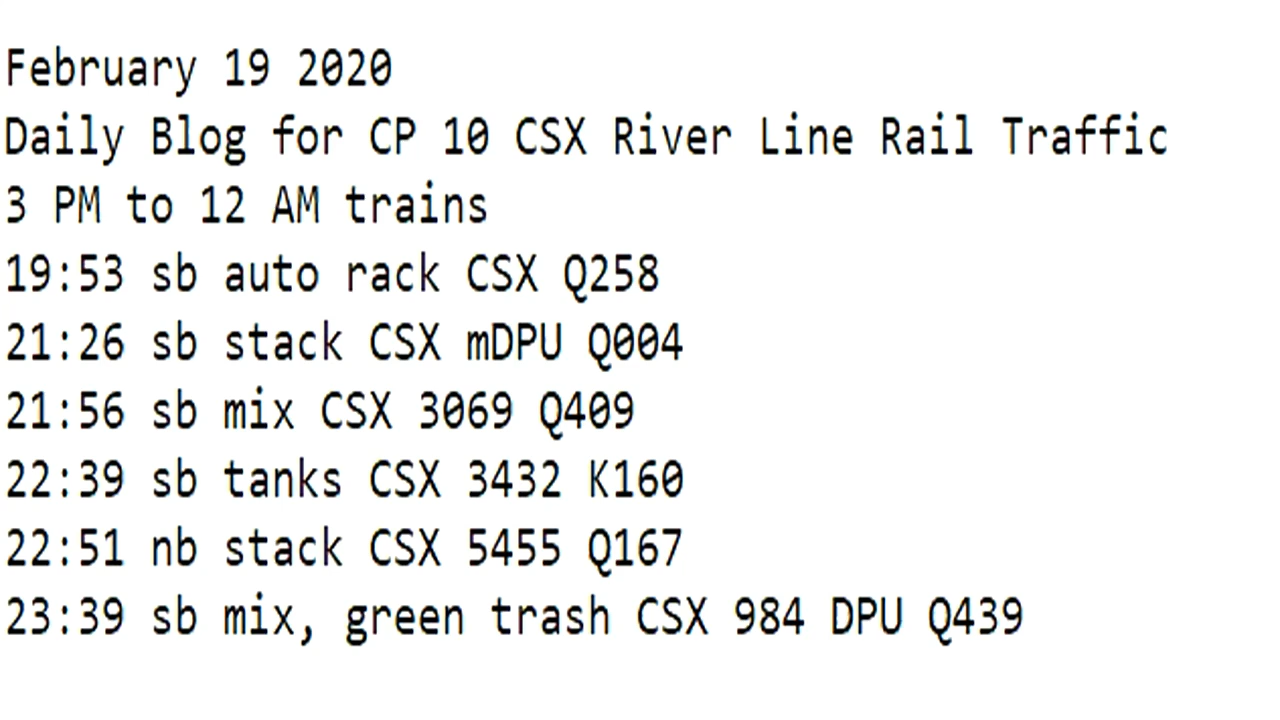 February 19 2020
Daily Blog for CP 10 CSX River Line Rail Traffic
3 PM to 12 AM trains
19:53 sb auto rack CSX Q258
21:26 sb stack CSX mDPU Q004
21:56 sb mix CSX 3069 Q409
22:39 sb tanks CSX 3432 K160
22:51 nb stack CSX 5455 Q167
23:39 sb mix, green trash CSX 984 DPU Q439